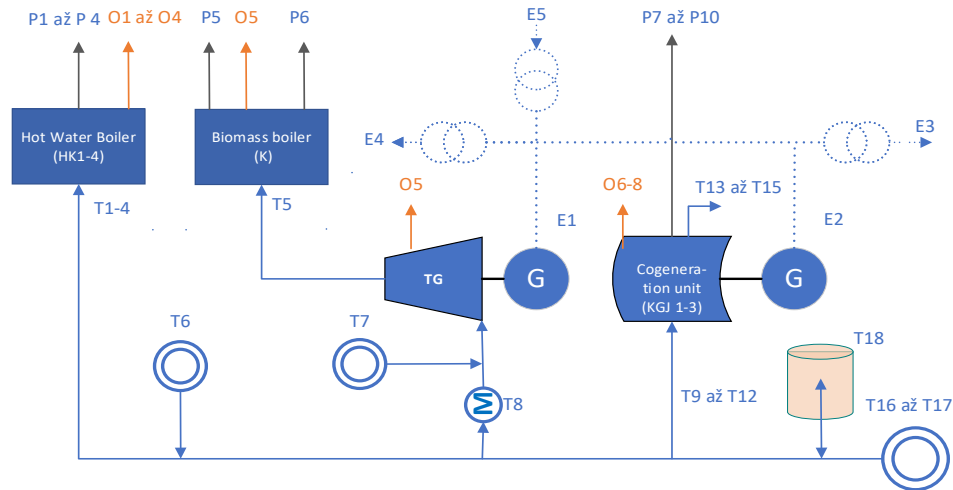 P1 až P 4
O1 až O4
P5
O5
P6
E5
P7 až P10
Hot Water Boiler
(HK1-4)
Biomass boiler
(K)
E4
E3
T1-4
T5
O5
E1
O6-8
T13 až T15
E2
TG
G
Cogenera-
tion unit
(KGJ 1-3)
G
T6
T7
T18
T8
Σ
T9 až T12
T16 až T17